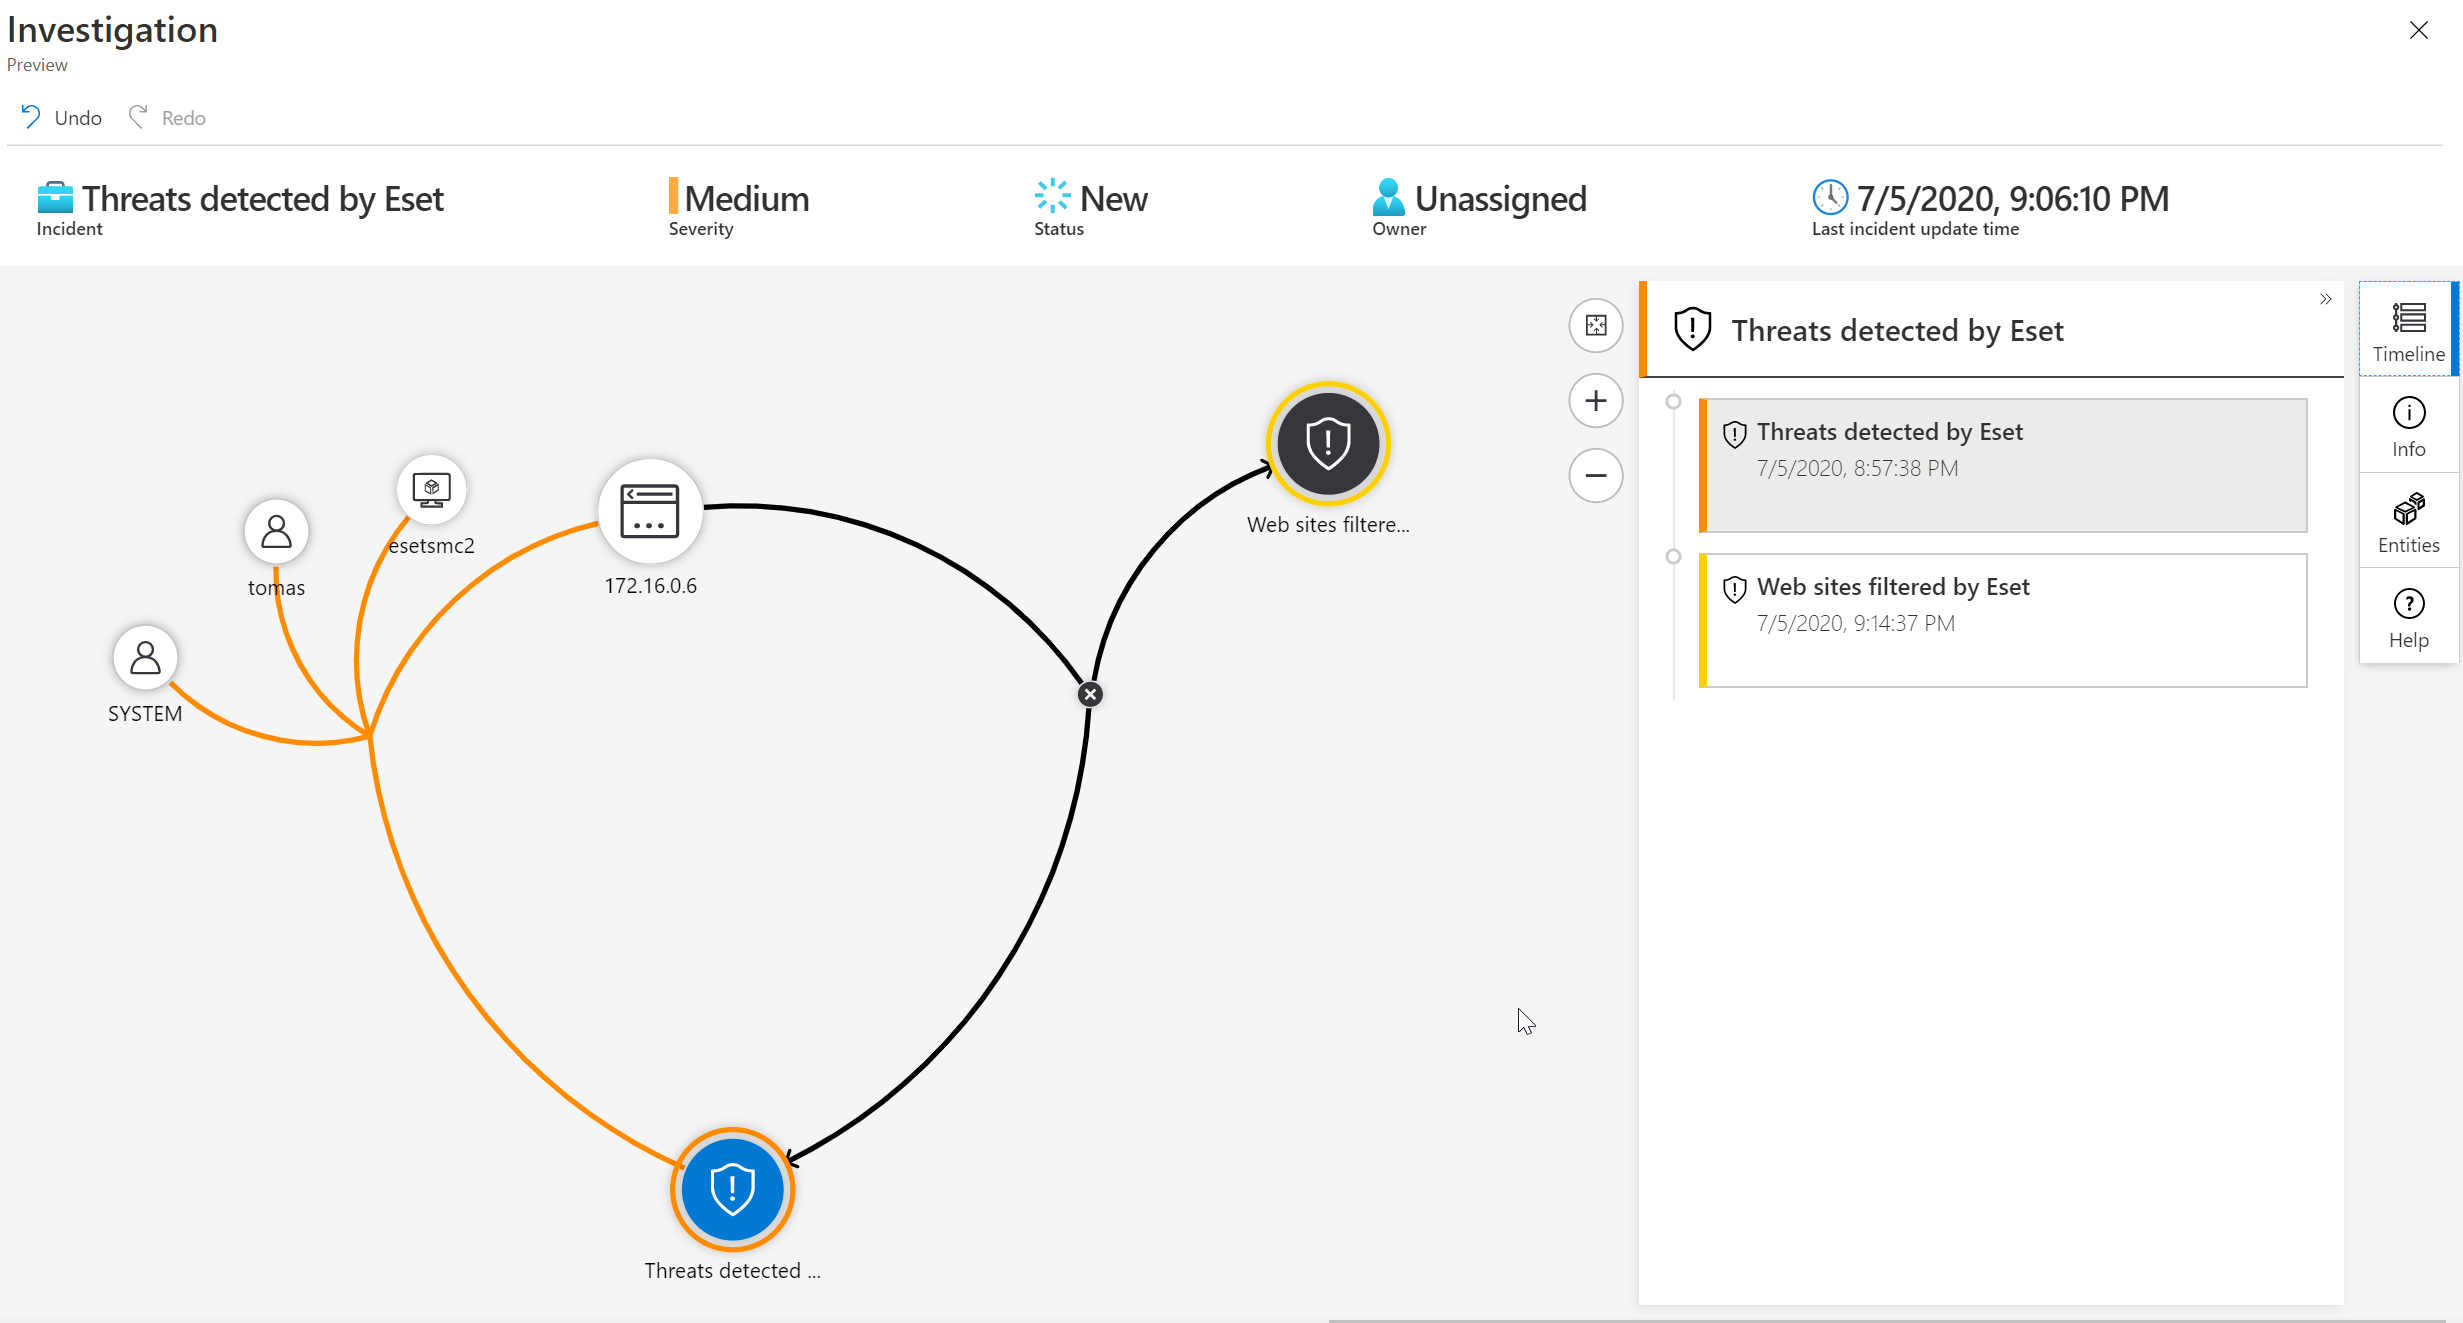 Investigation
Preview
Undo
Redo
Threats detected by Eset
Incident
Medium
Severity
New
Status
Unassigned
Owner
7/5/2020, 9:06:10 PM
Last incident update time
esetsmc2
tomas
SYSTEM
172.16.0.6
Web sites filtere...
Threats detected ...
Threats detected by Eset
Threats detected by Eset
7/5/2020, 8:57:38 PM
Web sites filtered by Eset
7/5/2020, 9:14:37 PM
Timeline
Info
Entities
Help